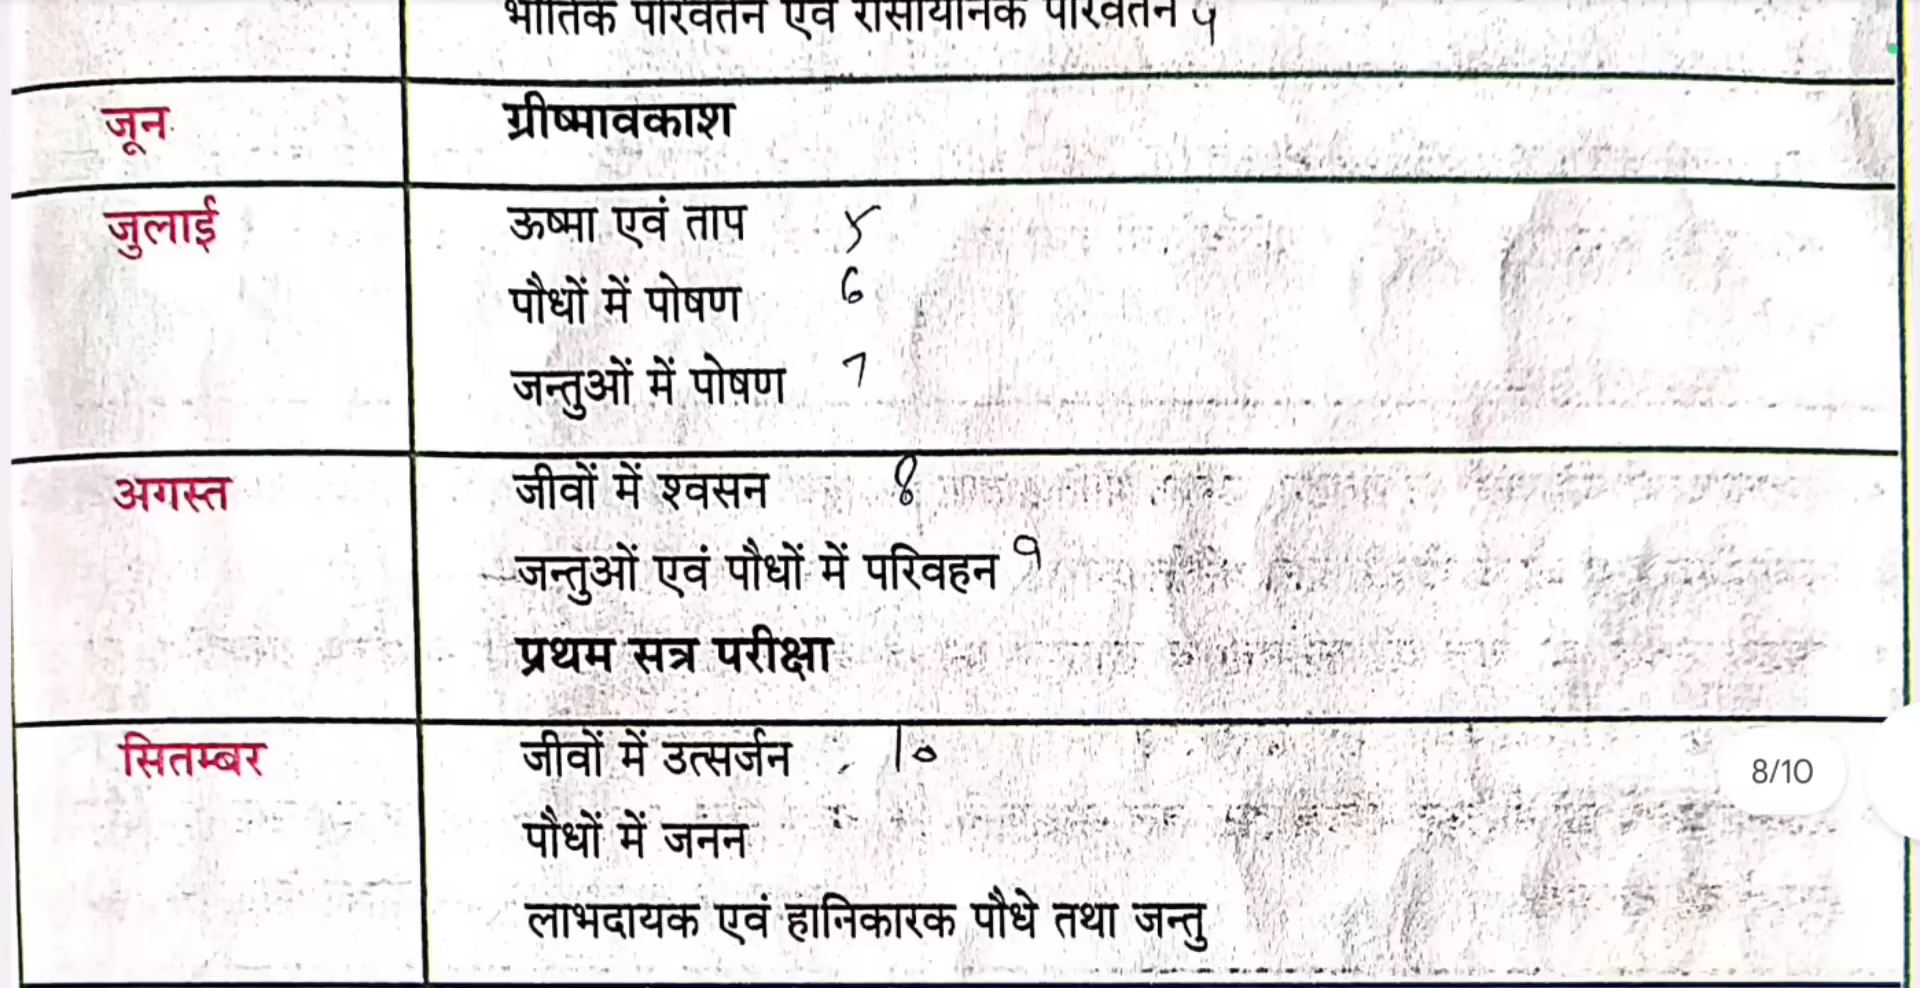 भौतिक परिवर्तन एवं रासायनिक परिवर्तन 4
जून
ग्रीष्मावकाश
जुलाई
ऊष्मा एवं ताप 5
पौधों में पोषण 6
जन्तुओं में पोषण 7
अगस्त
जीवों में श्वसन 8
जन्तुओं एवं पौधों में परिवहन 9
प्रथम सत्र परीक्षा
सितम्बर
जीवों में उत्सर्जन 10
8/10
पौधों में जनन
लाभदायक एवं हानिकारक पौधे तथा जन्तु